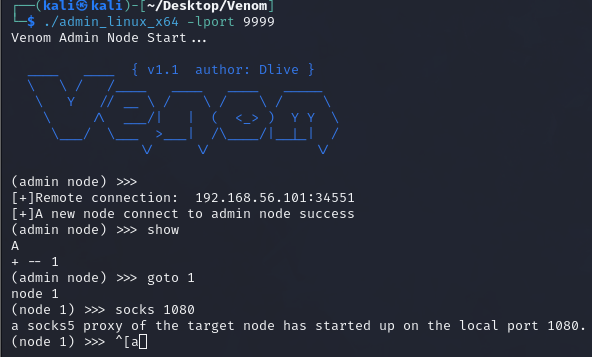 ┌──(kali㉿kali)-[~/Desktop/Venom]
└─$ ./admin_linux_x64 -lport 9999
Venom Admin Node Start...
{ v1.1 author: Dlive }
Venom
(admin node) >>>
[+]Remote connection: 192.168.56.101:34551
[+]A new node connect to admin node success
(admin node) >>> show
A
+ -- 1
(admin node) >>> goto 1
node 1
(node 1) >>> socks 1080
a socks5 proxy of the target node has started up on the local port 1080.
(node 1) >>> ^[a